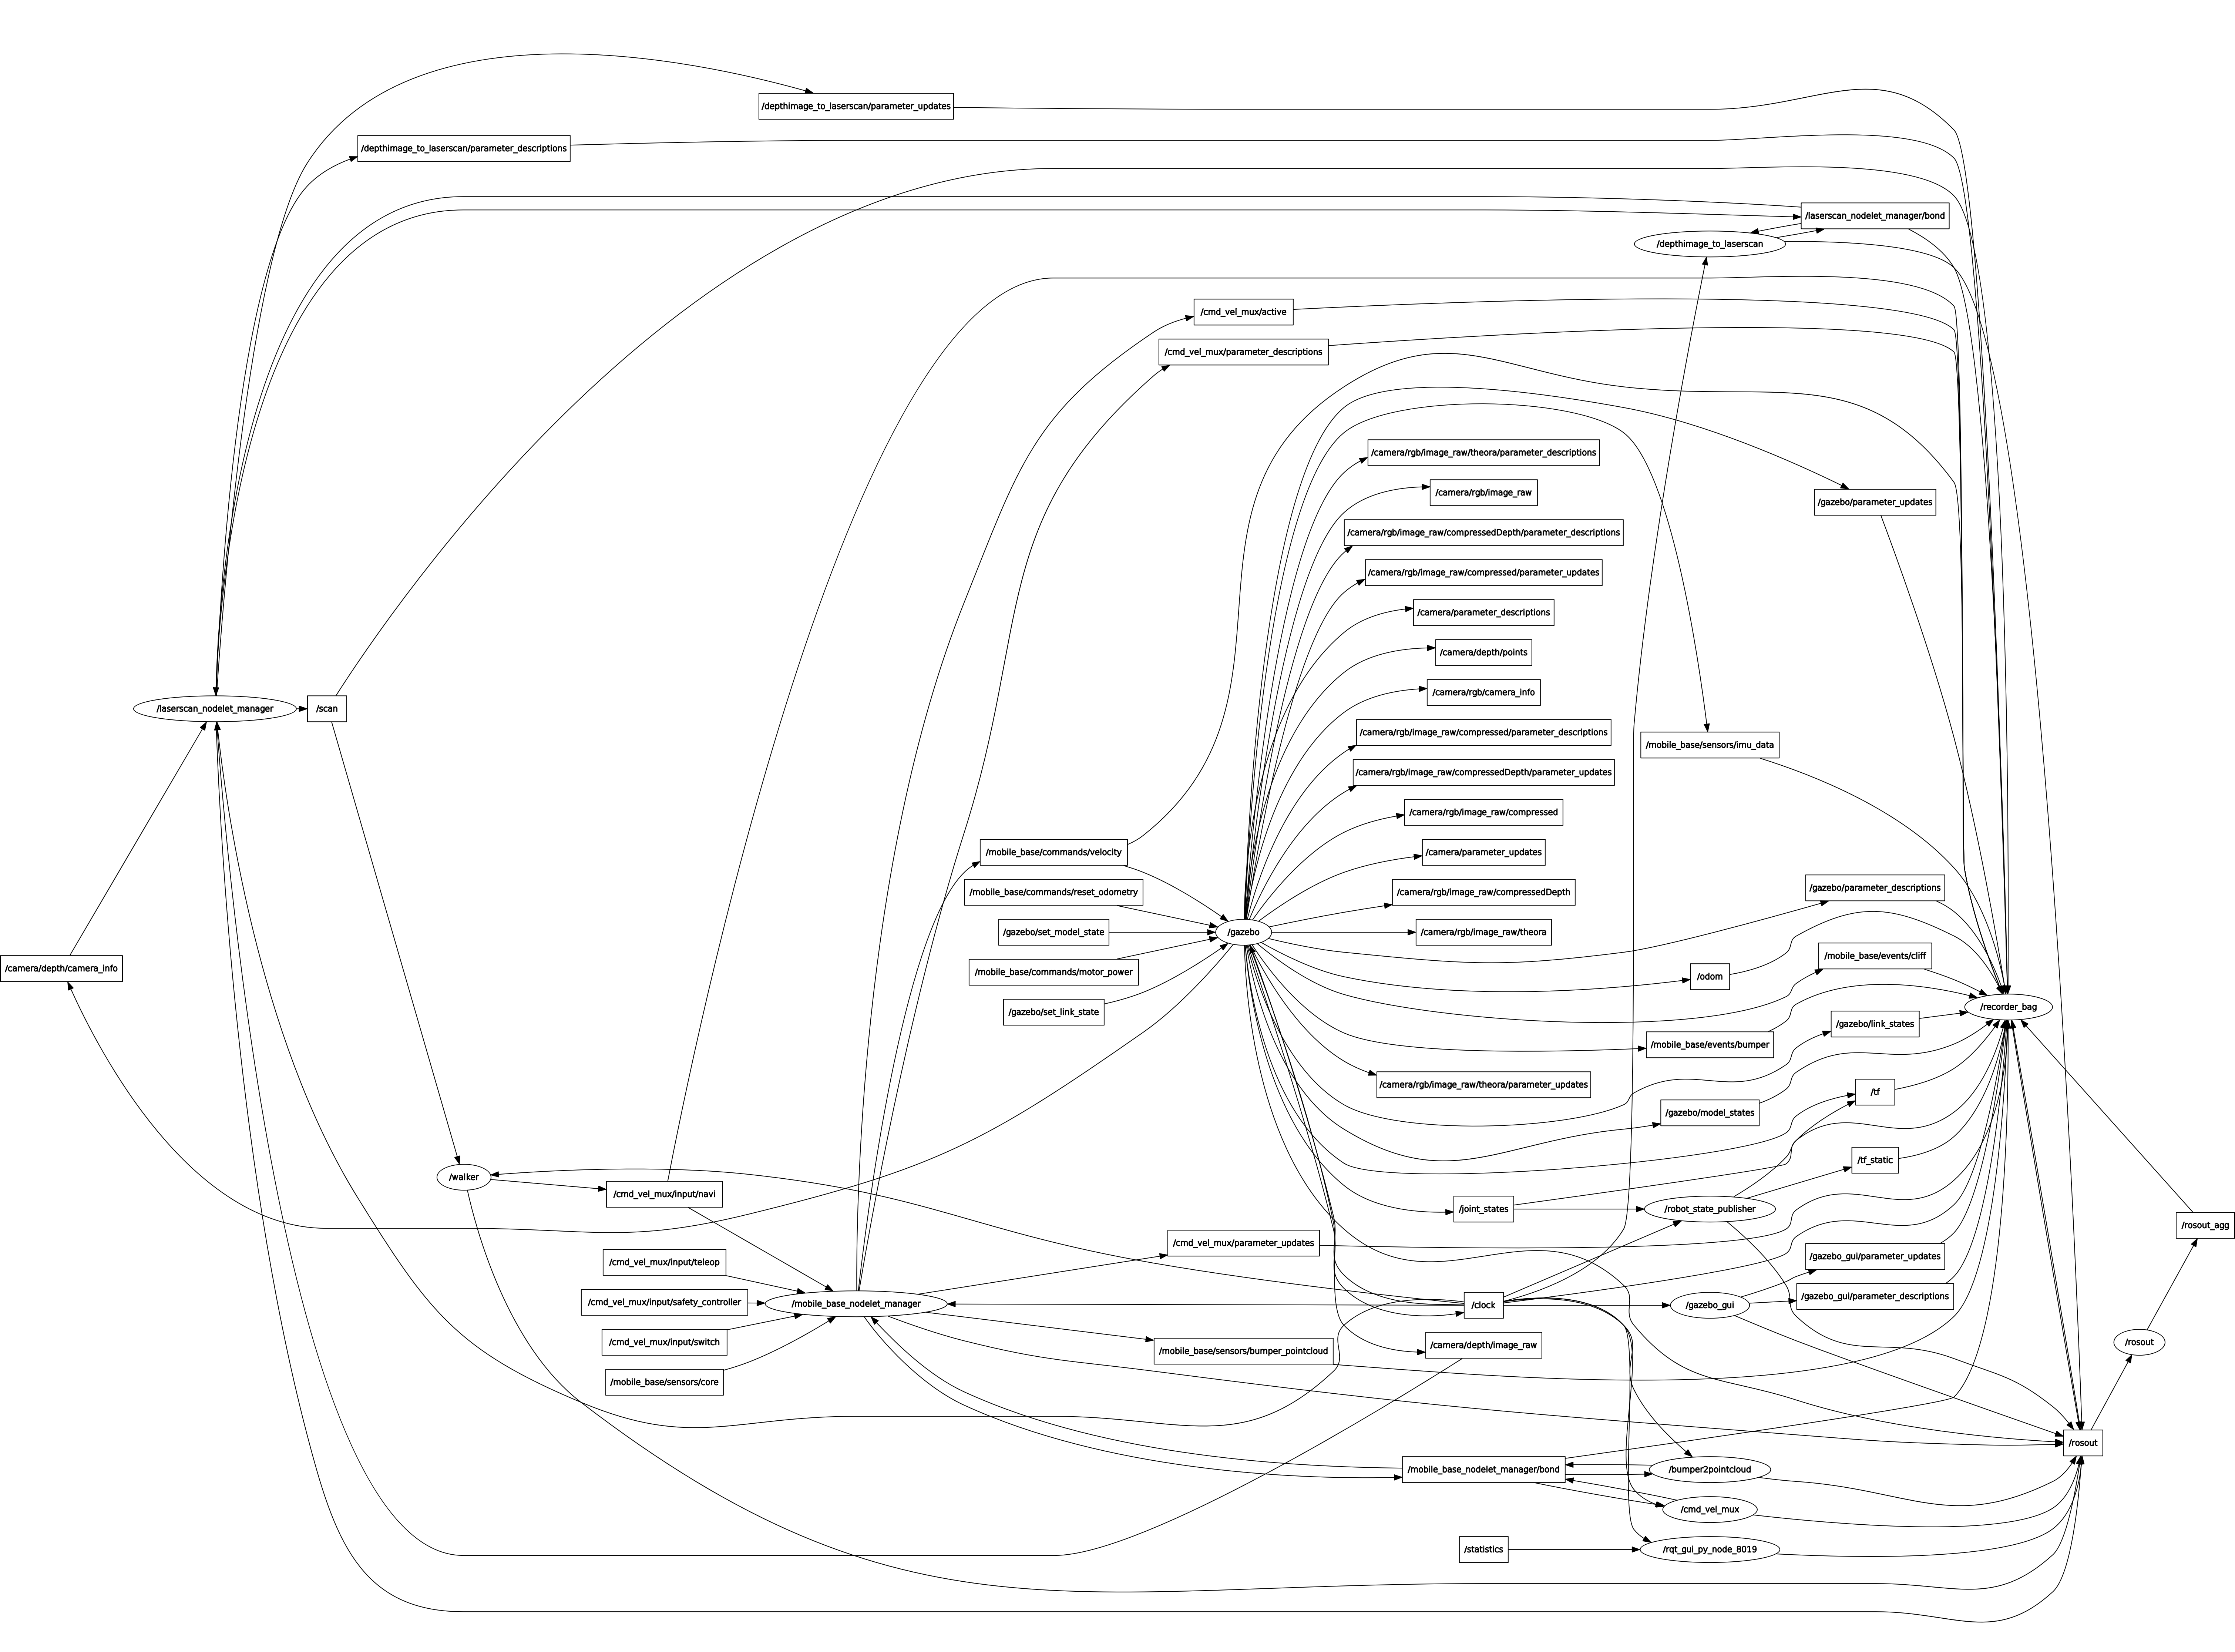 /depthimage_to_laserscan/parameter_updates
/depthimage_to_laserscan/parameter_descriptions
/laserscan_nodelet_manager/bond
/depthimage_to_laserscan
/cmd_vel_mux/active
/cmd_vel_mux/parameter_descriptions
/camera/rgb/image_raw/theora/parameter_descriptions
/camera/rgb/image_raw
/gazebo/parameter_updates
/camera/rgb/image_raw/compressedDepth/parameter_descriptions
/camera/rgb/image_raw/compressed/parameter_updates
/camera/parameter_descriptions
/camera/depth/points
/camera/rgb/camera_info
/laserscan_nodelet_manager
/scan
/camera/rgb/image_raw/compressed/parameter_descriptions
/mobile_base/sensors/imu_data
/camera/rgb/image_raw/compressedDepth/parameter_updates
/camera/rgb/image_raw/compressed
/mobile_base/commands/velocity
/camera/parameter_updates
/mobile_base/commands/reset_odometry
/camera/rgb/image_raw/compressedDepth
/gazebo/parameter_descriptions
/gazebo/set_model_state
/gazebo
/camera/rgb/image_raw/theora
/mobile_base/events/cliff
/camera/depth/camera_info
/mobile_base/commands/motor_power
/odom
/recorder_bag
/gazebo/set_link_state
/gazebo/link_states
/mobile_base/events/bumper
/camera/rgb/image_raw/theora/parameter_updates
/tf
/gazebo/model_states
/tf_static
/walker
/cmd_vel_mux/input/navi
/joint_states
/robot_state_publisher
/rosout_agg
/cmd_vel_mux/parameter_updates
/gazebo_gui/parameter_updates
/cmd_vel_mux/input/teleop
/gazebo_gui/parameter_descriptions
/cmd_vel_mux/input/safety_controller
/mobile_base_nodelet_manager
/clock
/gazebo_gui
/cmd_vel_mux/input/switch
/rosout
/camera/depth/image_raw
/mobile_base/sensors/bumper_pointcloud
/mobile_base/sensors/core
/rosout
/mobile_base_nodelet_manager/bond
/bumper2pointcloud
/cmd_vel_mux
/statistics
/rqt_gui_py_node_8019